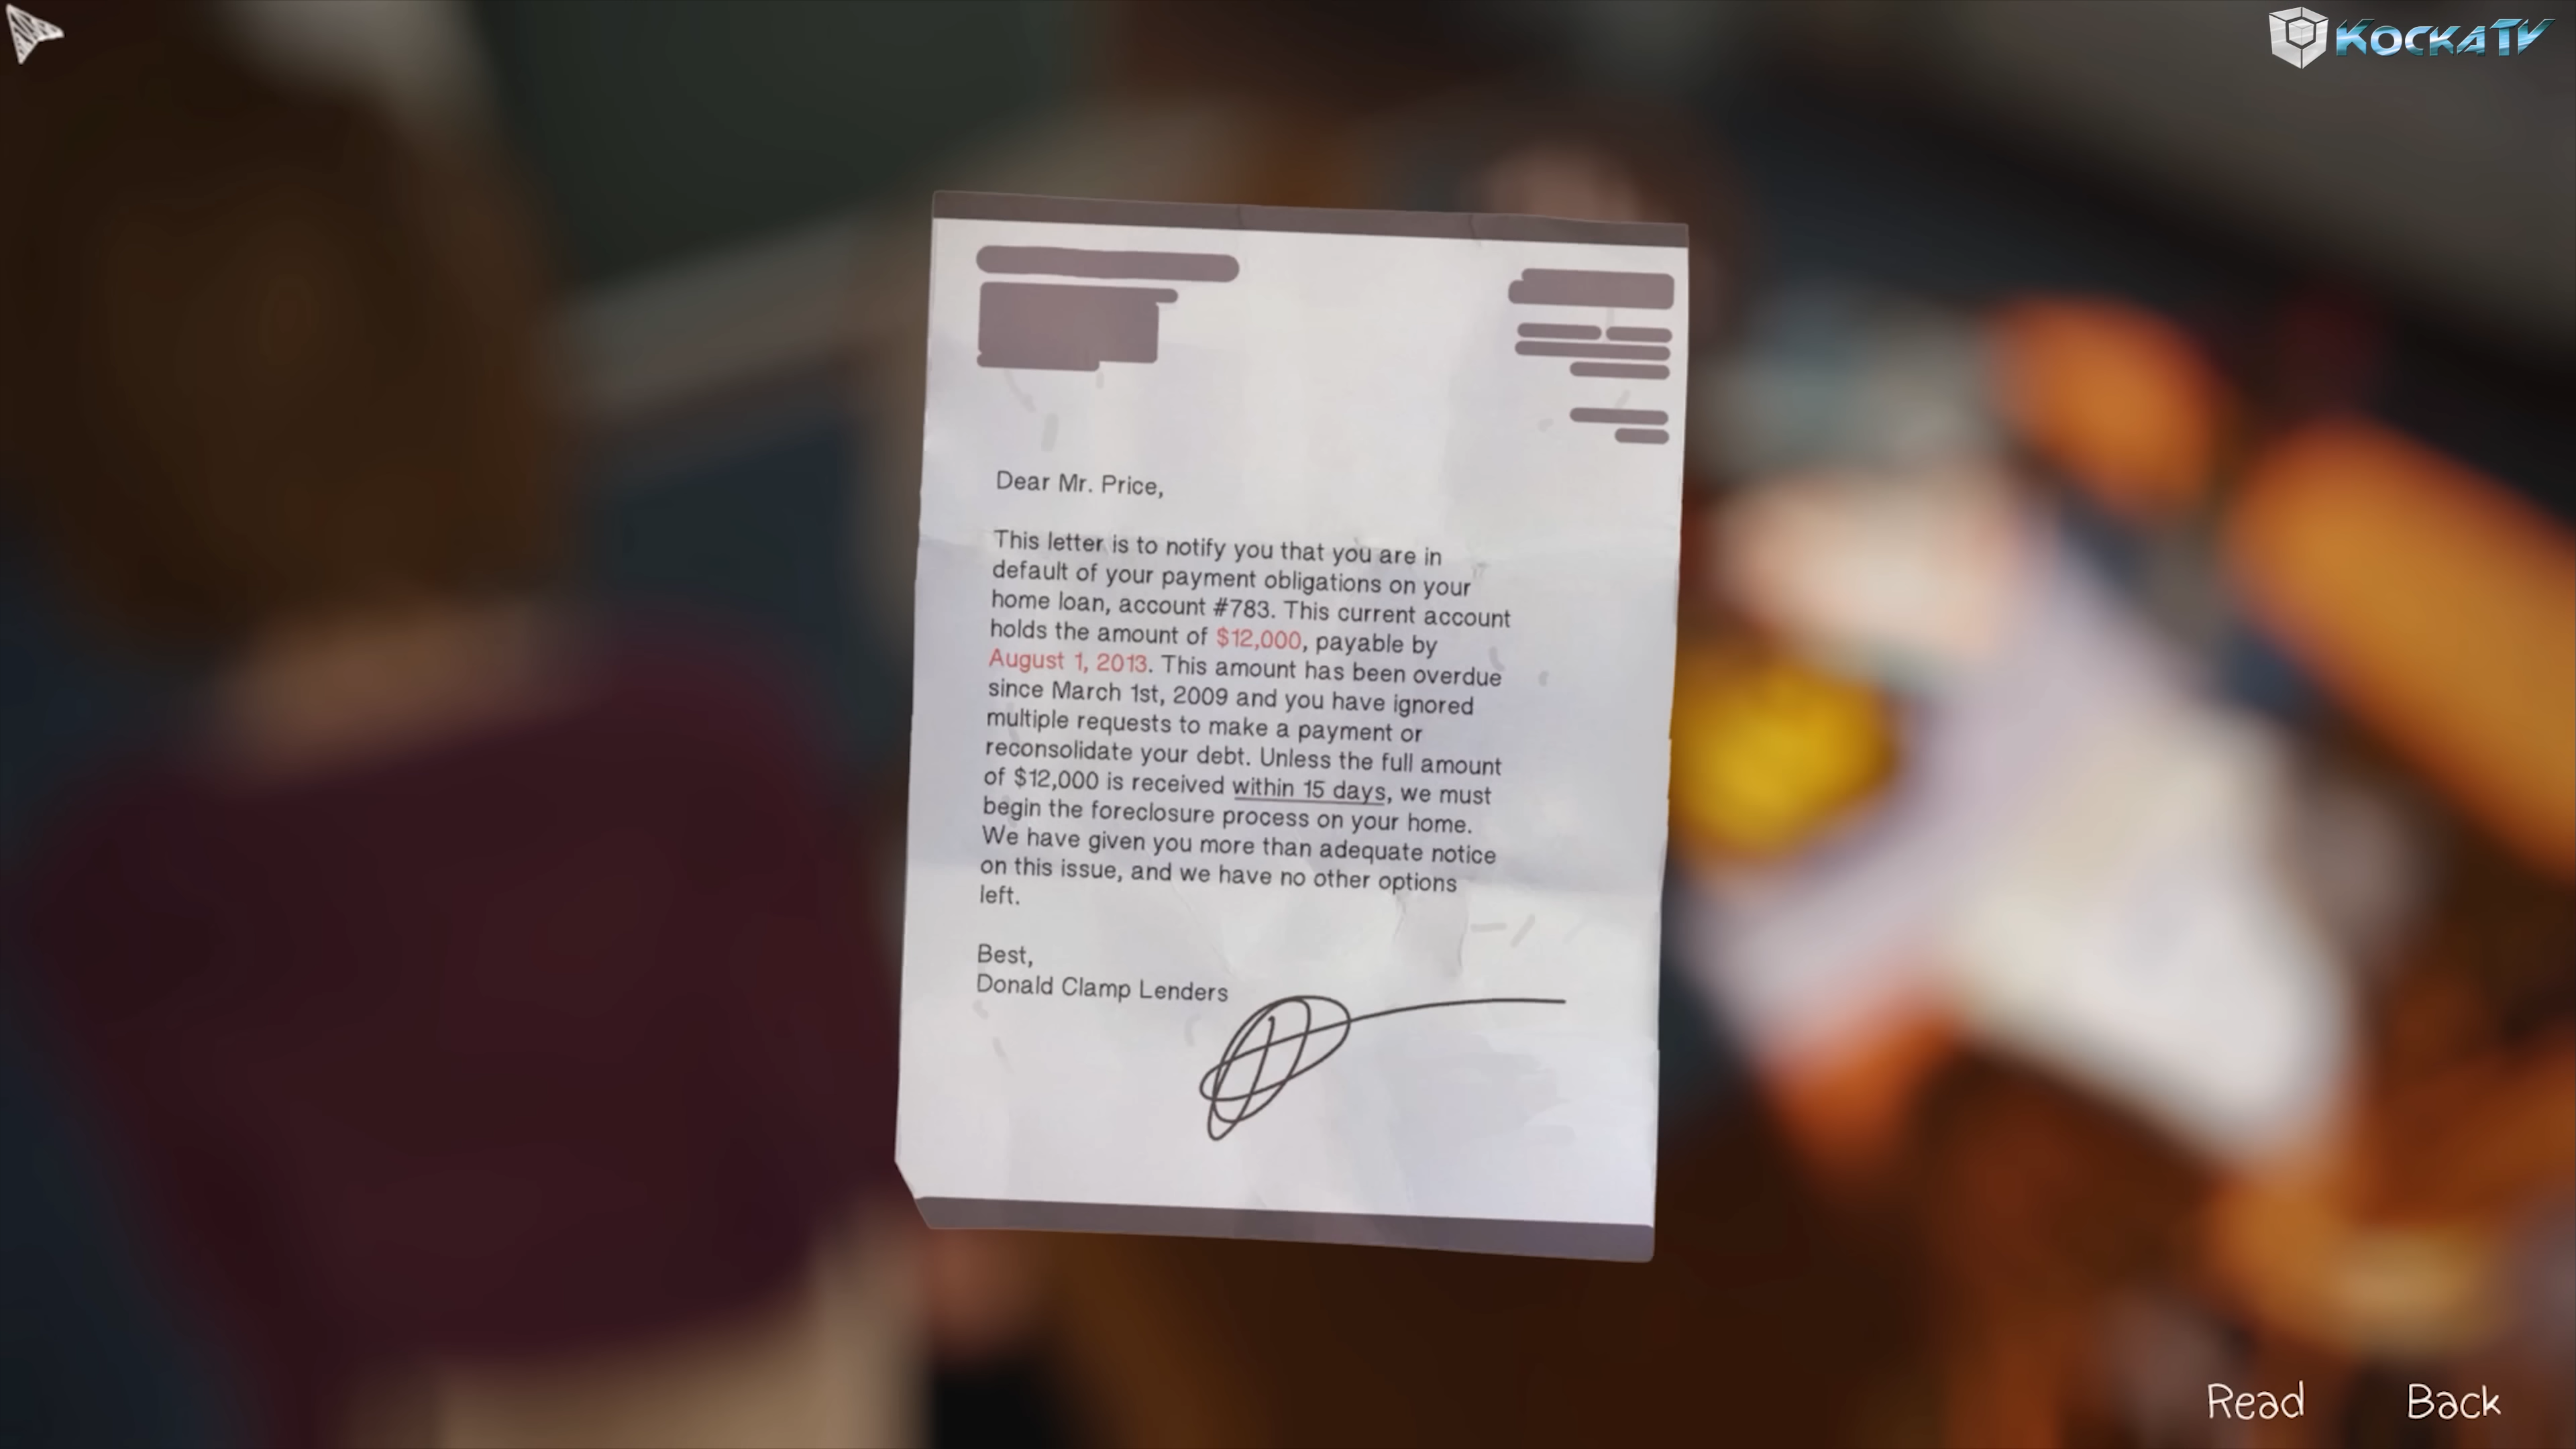 KOCKATV
Dear Mr. Price,
This letter is to notify you that you are in
default of your payment obligations on your
home loan, account #783. This current account
holds the amount of $12,000, payable by
August 1, 2013. This amount has been overdue
since March 1st, 2009 and you have ignored
multiple requests to make a payment or
reconsolidate your debt. Unless the full amount
of $12,000 is received within 15 days, we must
begin the foreclosure process on your home.
We have given you more than adequate notice
on this issue, and we have no other options
left.
Best,
Donald Clamp Lenders
Read
Back